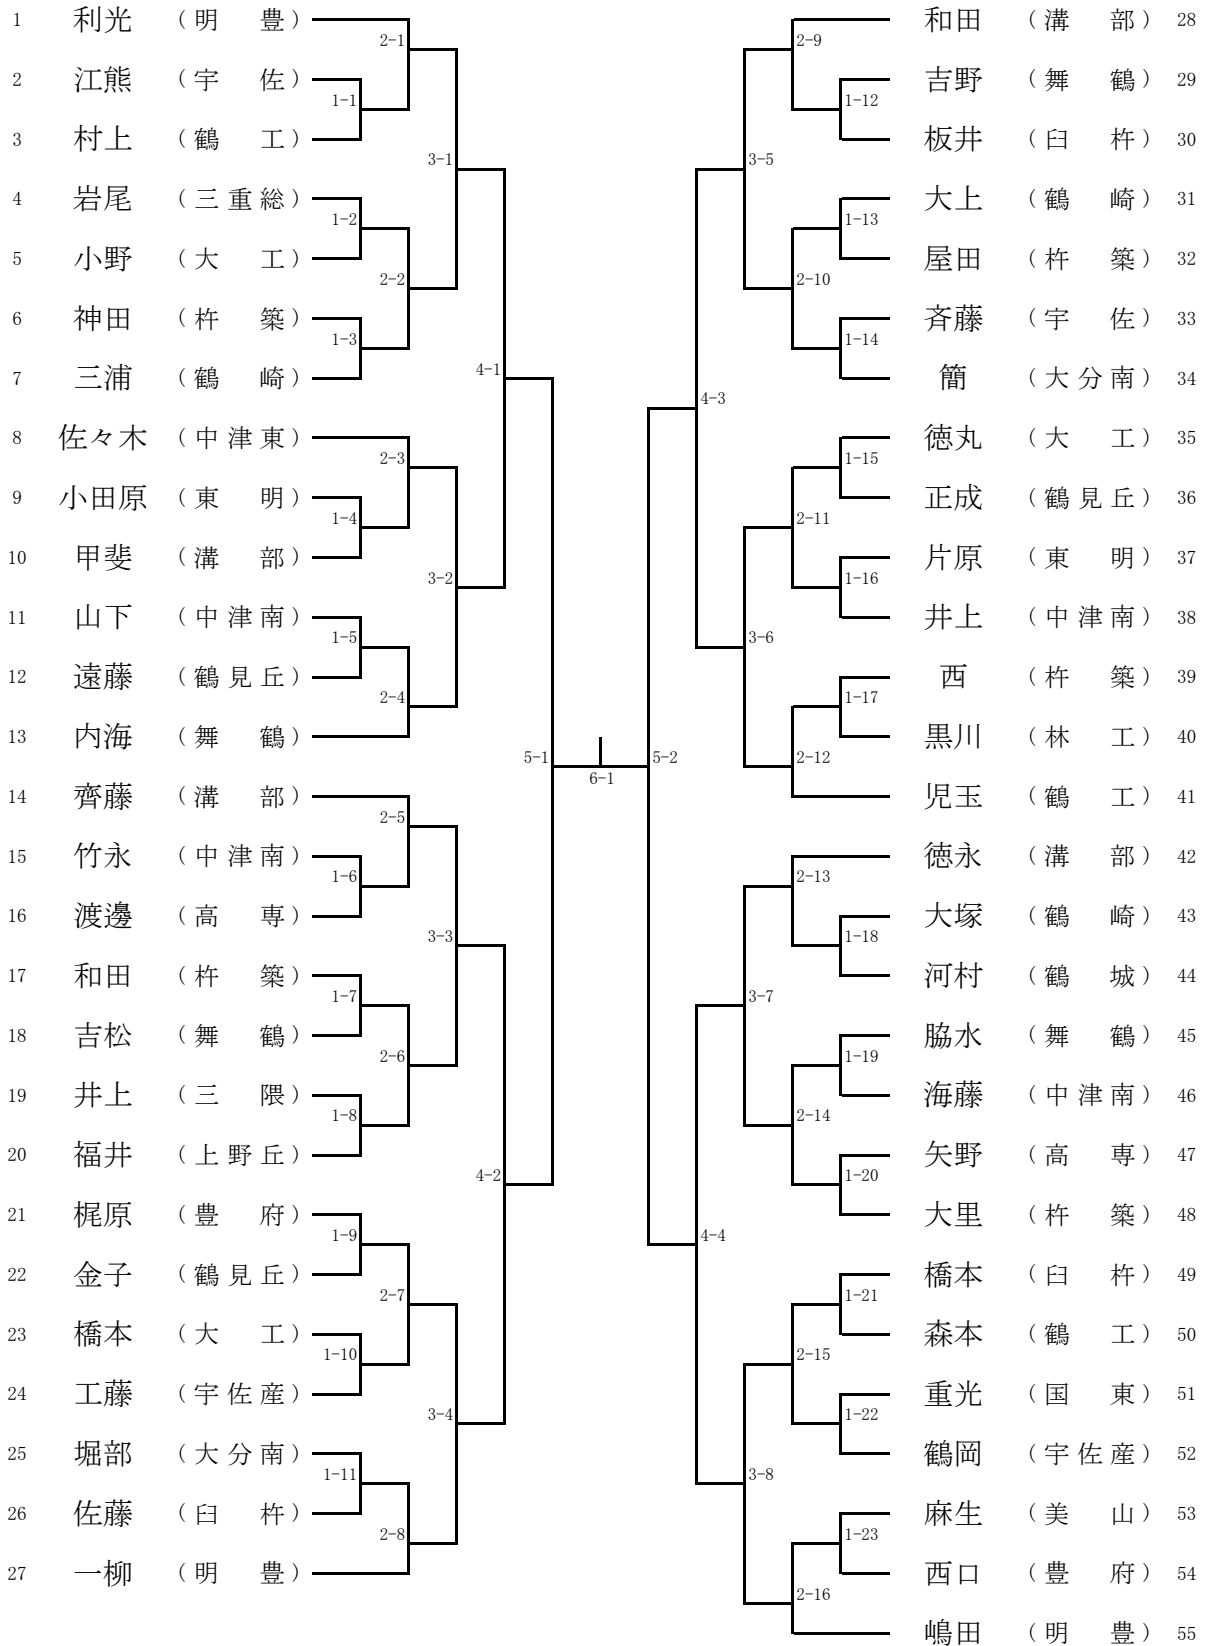 1 利光 （明 豊）
2 江熊 （宇 佐）
3 村上 （鶴 工）
4 岩尾 （三重総）
5 小野 （大 工）
6 神田 （杵 築）
7 三浦 （鶴 崎）
8 佐々木 （中津東）
9 小田原 （東 明）
10 甲斐 （溝 部）
11 山下 （中津南）
12 遠藤 （鶴見丘）
13 内海 （舞 鶴）
14 齊藤 （溝 部）
15 竹永 （中津南）
16 渡邊 （高 専）
17 和田 （杵 築）
18 吉松 （舞 鶴）
19 井上 （三 隈）
20 福井 （上野丘）
21 梶原 （豊 府）
22 金子 （鶴見丘）
23 橋本 （大 工）
24 工藤 （宇佐産）
25 堀部 （大分南）
26 佐藤 （臼 杵）
27 一柳 （明 豊）
1-1
1-2
1-3
1-4
1-5
1-6
1-7
1-8
1-9
1-10
1-11
2-1
2-2
2-3
2-4
2-5
2-6
2-7
2-8
3-1
3-2
3-3
3-4
4-1
4-2
5-1
6-1
5-2
4-3
4-4
3-5
3-6
3-7
3-8
2-9
2-10
2-11
2-12
2-13
2-14
2-15
2-16
1-12
1-13
1-14
1-15
1-16
1-17
1-18
1-19
1-20
1-21
1-22
1-23
和田 （溝 部） 28
吉野 （舞 鶴） 29
板井 （臼 杵） 30
大上 （鶴 崎） 31
屋田 （杵 築） 32
斉藤 （宇 佐） 33
簡 （大分南） 34
徳丸 （大 工） 35
正成 （鶴見丘） 36
片原 （東 明） 37
井上 （中津南） 38
西 （杵 築） 39
黒川 （林 工） 40
児玉 （鶴 工） 41
徳永 （溝 部） 42
大塚 （鶴 崎） 43
河村 （鶴 城） 44
脇水 （舞 鶴） 45
海藤 （中津南） 46
矢野 （高 専） 47
大里 （杵 築） 48
橋本 （臼 杵） 49
森本 （鶴 工） 50
重光 （国 東） 51
鶴岡 （宇佐産） 52
麻生 （美 山） 53
西口 （豊 府） 54
嶋田 （明 豊） 55